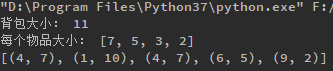 "D:\Program Files\Python37\python.exe" F:/
背包大小： 11
每个物品大小： [7, 5, 3, 2]
[(4, 7), (1, 10), (4, 7), (6, 5), (9, 2)]